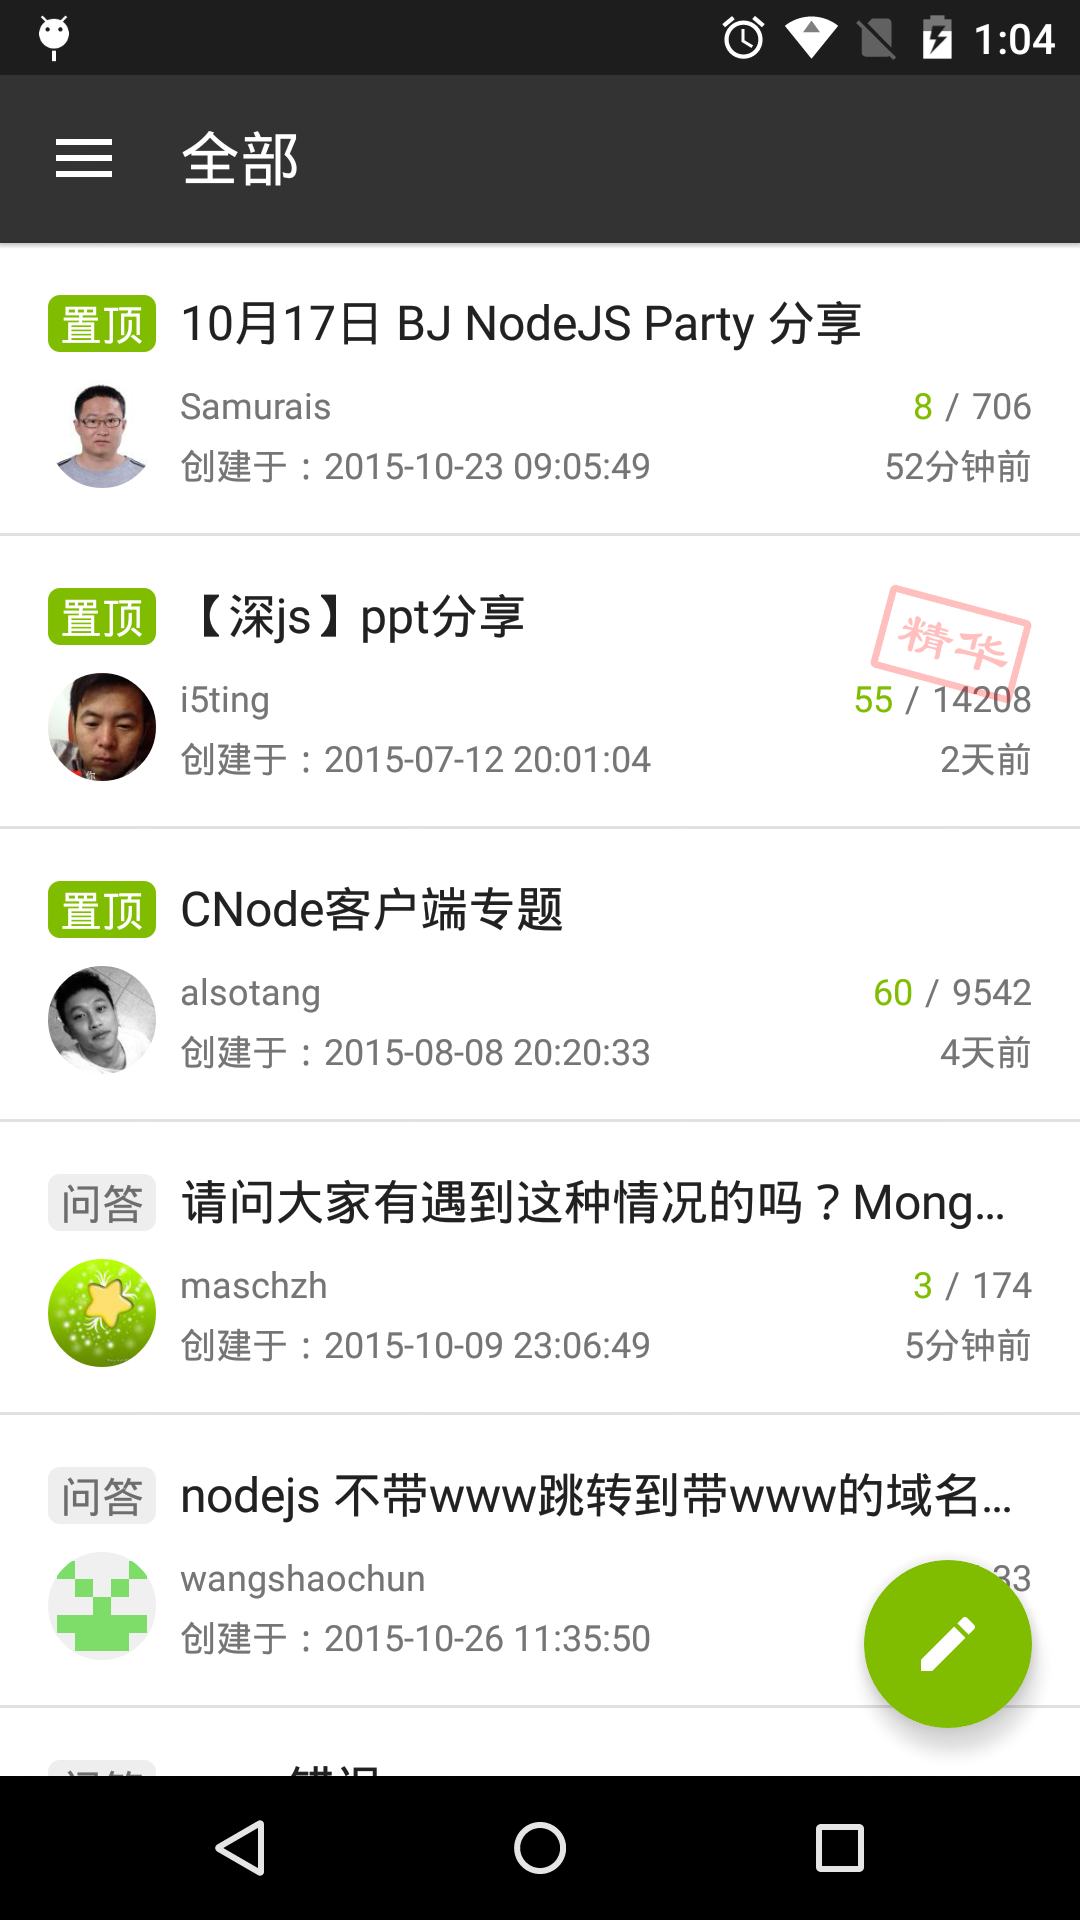 1:04
全部
置顶 10月17日 BJ NodeJS Party 分享
Samurais 8 / 706
创建于：2015-10-23 09:05:49 52分钟前
置顶 【深js】ppt分享 精华
i5ting 55 / 14208
创建于：2015-07-12 20:01:04 2天前
置顶 CNode客户端专题
alsotang 60 / 9542
创建于：2015-08-08 20:20:33 4天前
问答 请问大家有遇到这种情况的吗？Mong...
maschzh 3 / 174
创建于：2015-10-09 23:06:49 5分钟前
问答 nodejs 不带www跳转到带www的域名...
wangshaochun 33
创建于：2015-10-26 11:35:50